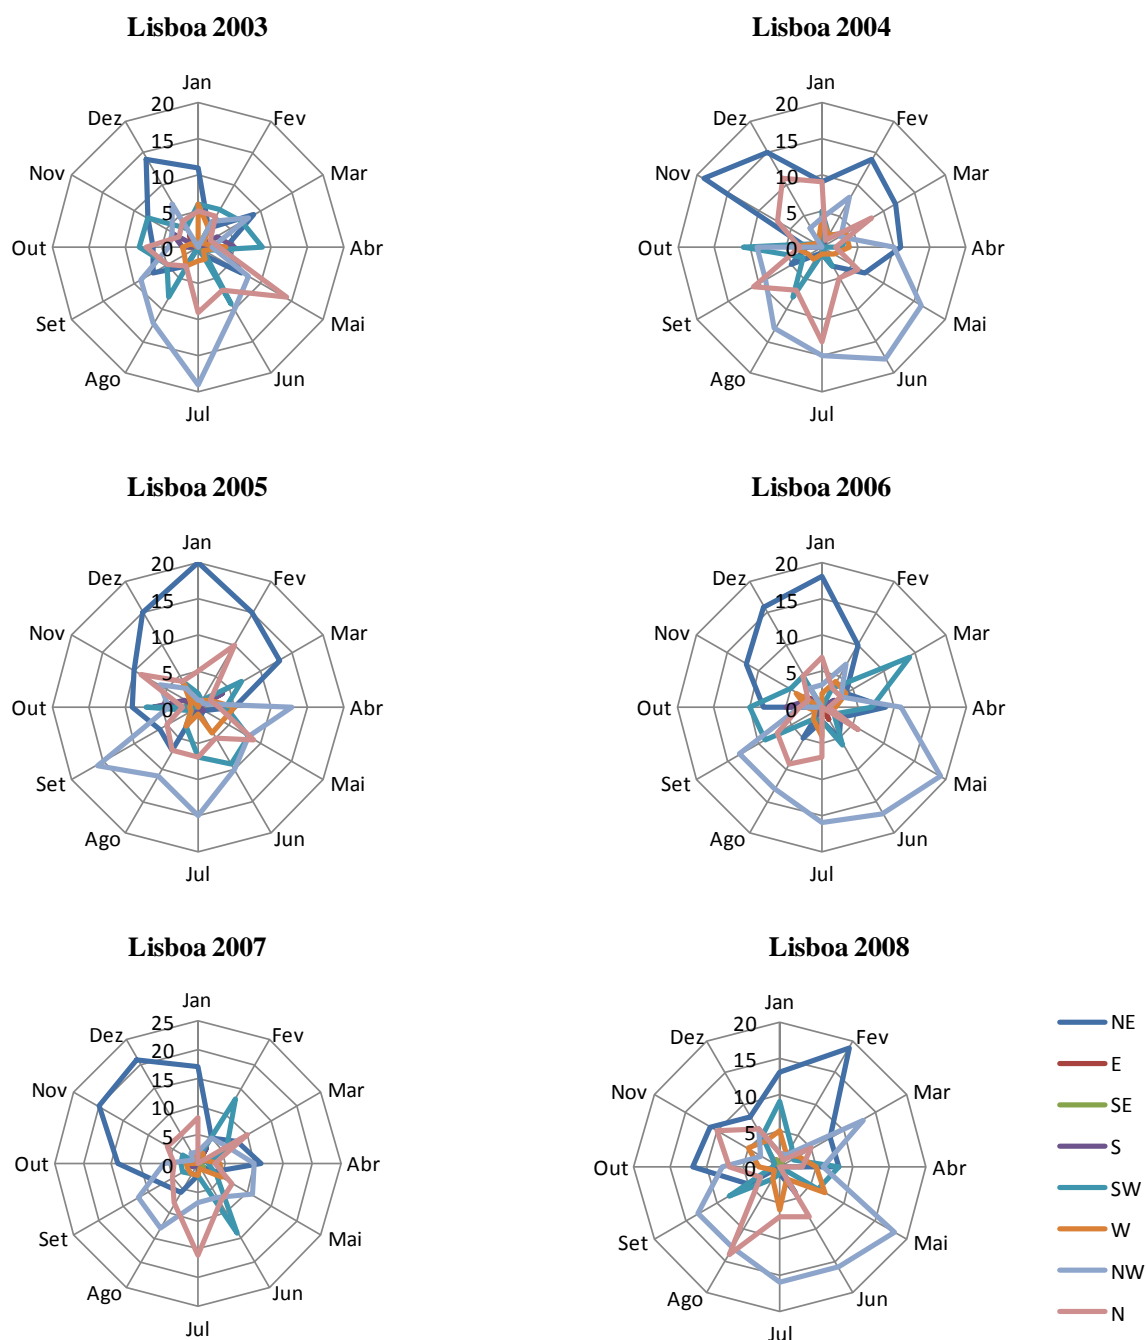 Lisboa 2003
Jan
Fev
Mar
Abr
Mai
Jun
Jul
Ago
Set
Out
Nov
Dez
20
15
10
5
0
Lisboa 2004
Jan
Fev
Mar
Abr
Mai
Jun
Jul
Ago
Set
Out
Nov
Dez
20
15
10
5
0
Lisboa 2005
Jan
Fev
Mar
Abr
Mai
Jun
Jul
Ago
Set
Out
Nov
Dez
20
15
10
5
0
Lisboa 2006
Jan
Fev
Mar
Abr
Mai
Jun
Jul
Ago
Set
Out
Nov
Dez
20
15
10
5
0
Lisboa 2007
Jan
Fev
Mar
Abr
Mai
Jun
Jul
Ago
Set
Out
Nov
Dez
25
20
15
10
5
0
Lisboa 2008
Jan
Fev
Mar
Abr
Mai
Jun
Jul
Ago
Set
Out
Nov
Dez
20
15
10
5
0
NE
E
SE
S
SW
W
NW
N